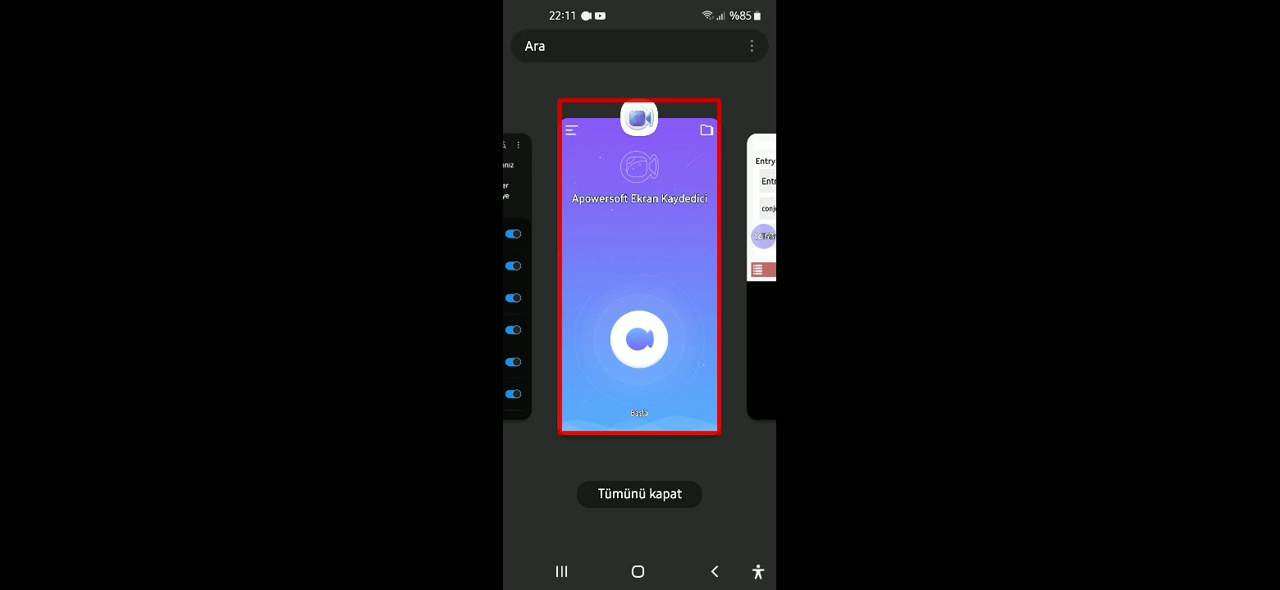 22:11
%85
Ara
Apowersoft Ekran Kaydedici
Entry
Başla
Tümünü kapat